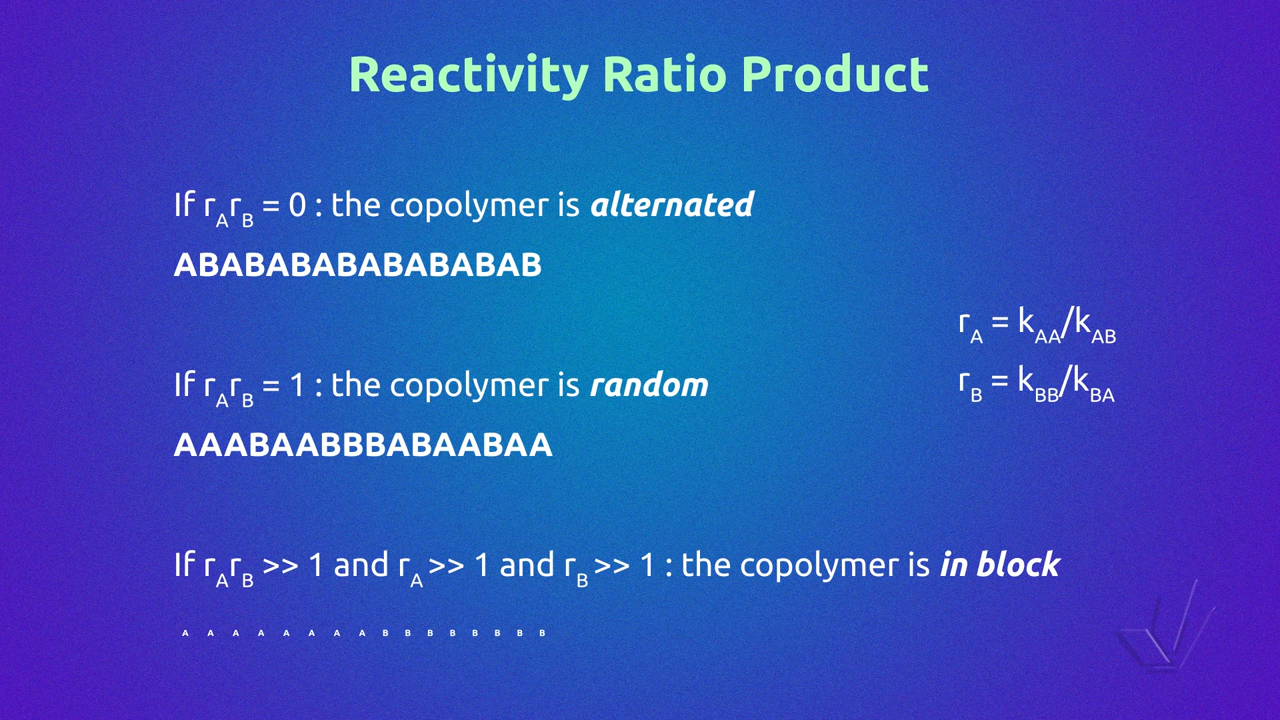 Reactivity Ratio Product
If rArB = 0 : the copolymer is alternated
ABABABABABABABAB
rA = kAA/kAB
rB = kBB/kBA
If rArB = 1 : the copolymer is random
AAABAABBBABAABAA
If rArB >> 1 and rA >> 1 and rB >> 1 : the copolymer is in block
A A A A A A A A B B B B B B B B